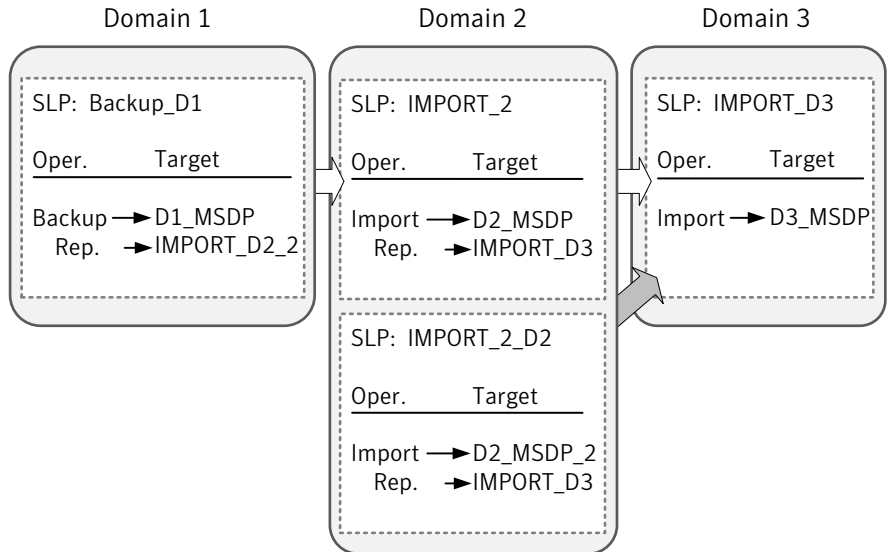 Domain 1
SLP: Backup_D1
Oper. Target
Backup D1_MSDP
Rep. IMPORT_D2_2
Domain 2
SLP: IMPORT_2
Oper. Target
Import D2_MSDP
Rep. IMPORT_D3
SLP: IMPORT_2_D2
Oper. Target
Import D2_MSDP_2
Rep. IMPORT_D3
Domain 3
SLP: IMPORT_D3
Oper. Target
Import D3_MSDP